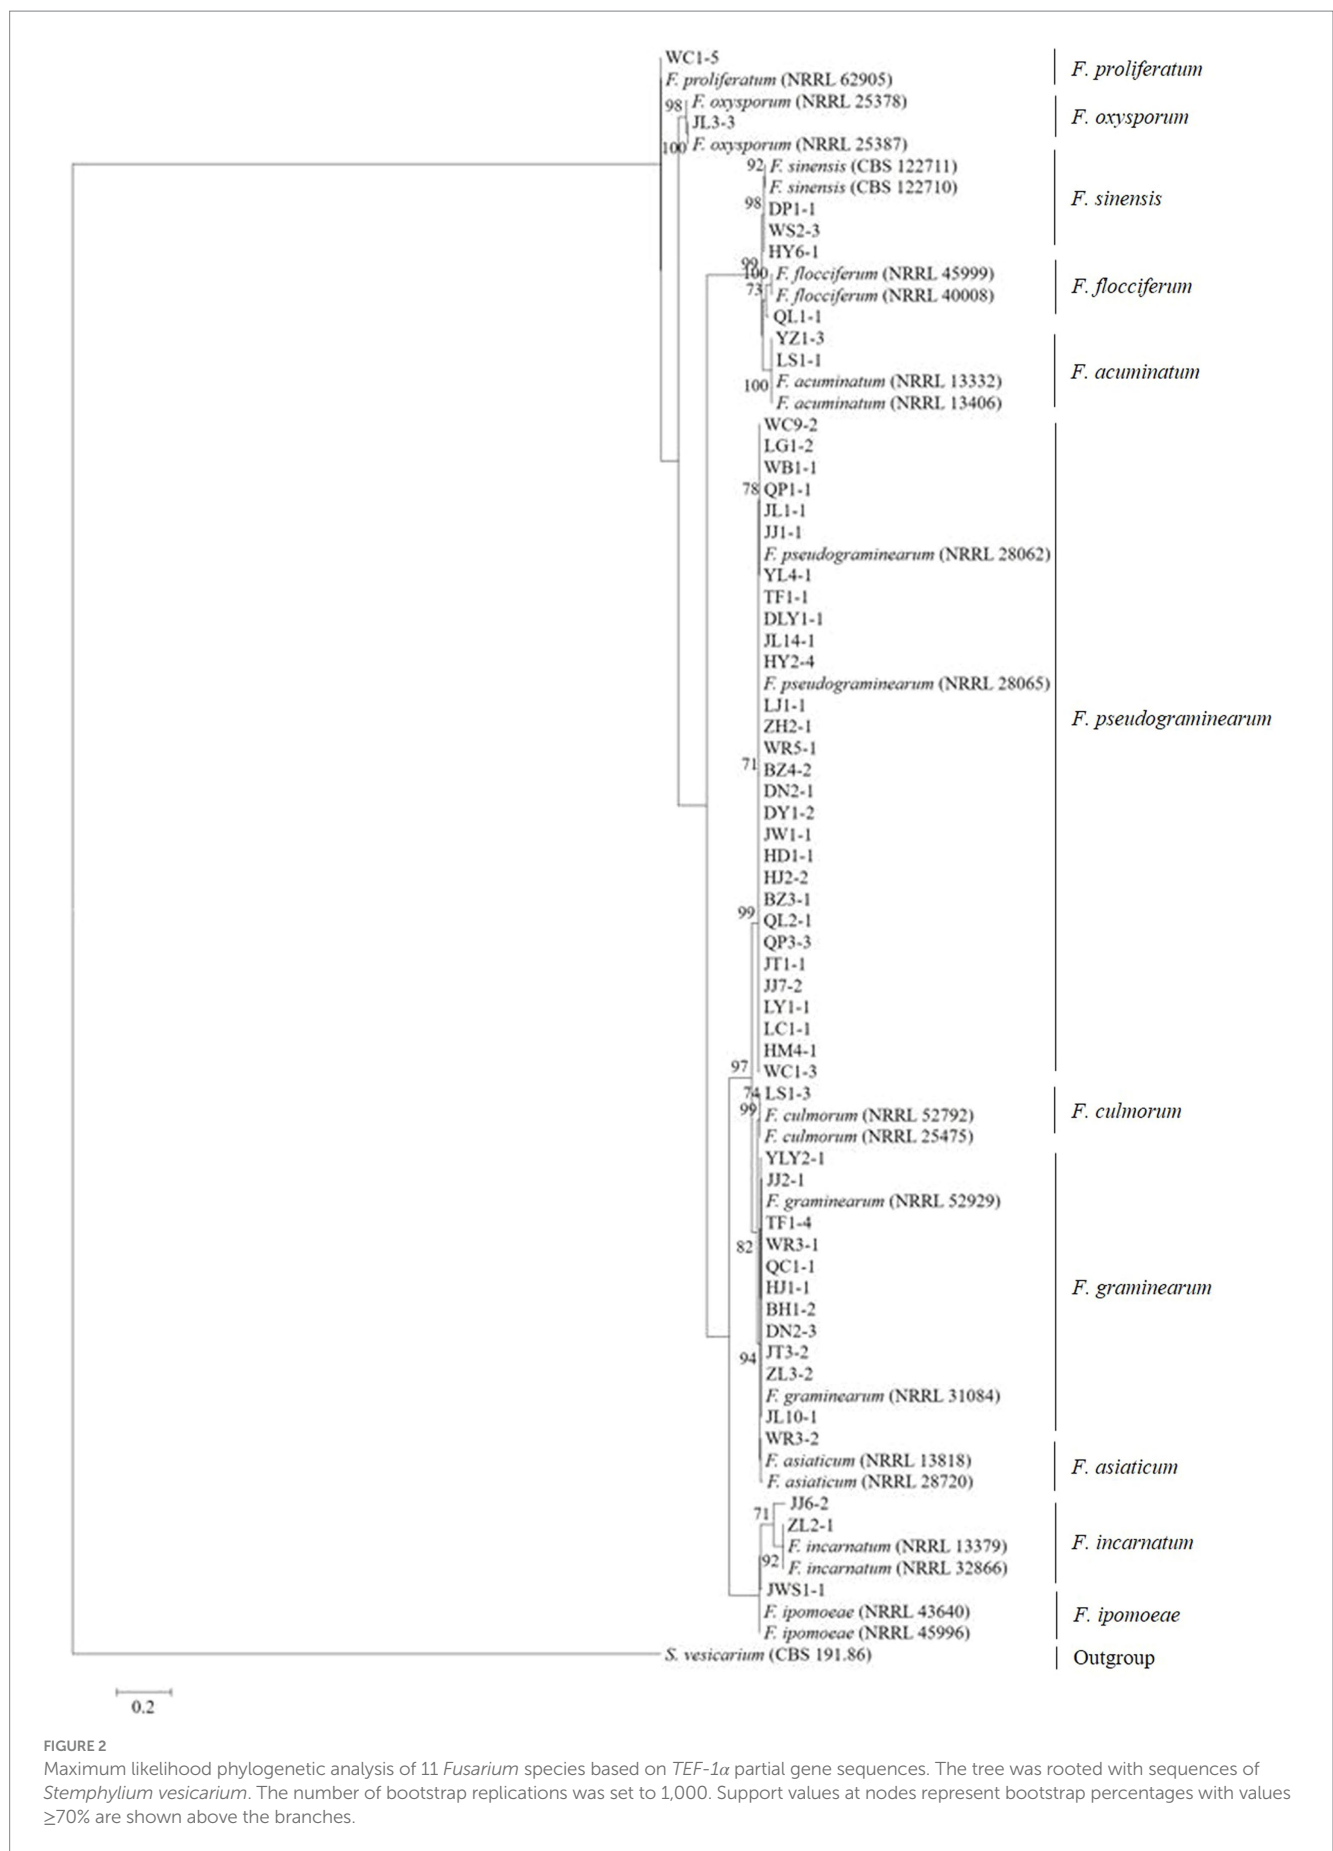 WC1-5
F. proliferatum (NRRL 62905)
F. proliferatum
98 F. oxysporum (NRRL 25378)
JL3-3
F. oxysporum
100 F. oxysporum (NRRL 25387)
92 F. sinensis (CBS 122711)
F. sinensis (CBS 122710)
98 DP1-1
F. sinensis
WS2-3
HY6-1
99
100 F. flocciferum (NRRL 45999)
73 F. flocciferum (NRRL 40008)
F. flocciferum
QL1-1
YZ1-3
LS1-1
F. acuminatum
100 F. acuminatum (NRRL 13332)
F. acuminatum (NRRL 13406)
WC9-2
LG1-2
WB1-1
78 QP1-1
JL1-1
JJ1-1
F. pseudograminearum (NRRL 28062)
YL4-1
TF1-1
DLY1-1
JL14-1
HY2-4
F. pseudograminearum (NRRL 28065)
LJ1-1
F. pseudograminearum
ZH2-1
WR5-1
71 BZ4-2
DN2-1
DY1-2
JW1-1
HD1-1
HJ2-2
BZ3-1
99 QL2-1
QP3-3
JT1-1
JJ7-2
LY1-1
LC1-1
HM4-1
97 WC1-3
74 LS1-3
99 F. culmorum (NRRL 52792)
F. culmorum
F. culmorum (NRRL 25475)
YLY2-1
JJ2-1
F. graminearum (NRRL 52929)
TF1-4
82 WR3-1
QC1-1
HJ1-1
F. graminearum
BH1-2
DN2-3
94 JT3-2
ZL3-2
F. graminearum (NRRL 31084)
JL10-1
WR3-2
F. asiaticum (NRRL 13818)
F. asiaticum
F. asiaticum (NRRL 28720)
71 JJ6-2
ZL2-1
F. incarnatum (NRRL 13379)
F. incarnatum
92 F. incarnatum (NRRL 32866)
JWS1-1
F. ipomoeae (NRRL 43640)
F. ipomoeae
F. ipomoeae (NRRL 45996)
S. vesicarium (CBS 191.86)
Outgroup
0.2
FIGURE 2
Maximum likelihood phylogenetic analysis of 11 Fusarium species based on TEF-1α partial gene sequences. The tree was rooted with sequences of
Stemphylium vesicarium. The number of bootstrap replications was set to 1,000. Support values at nodes represent bootstrap percentages with values
≥70% are shown above the branches.